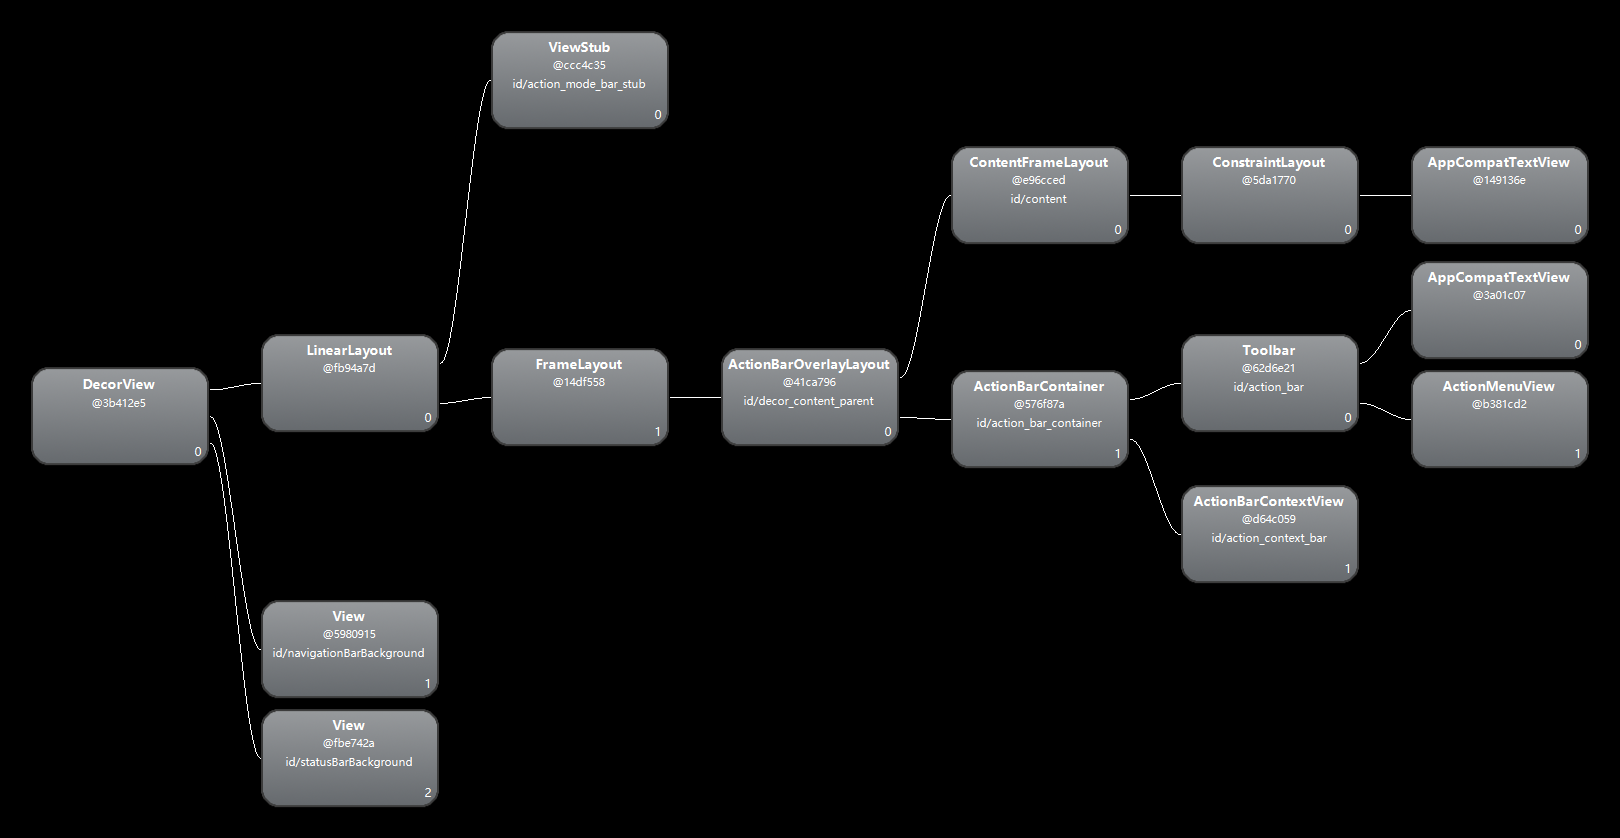 ViewStub
@ccc4c35
id/action_mode_bar_stub
0
ContentFrameLayout
@e96cced
id/content
0
ConstraintLayout
@5da1770
0
AppCompatTextView
@149136e
0
AppCompatTextView
@3a01c07
0
DecorView
@3b412e5
0
LinearLayout
@fb94a7d
0
FrameLayout
@14df558
1
ActionBarOverlayLayout
@41ca796
id/decor_content_parent
0
ActionBarContainer
@576f87a
id/action_bar_container
1
Toolbar
@62d6e21
id/action_bar
0
ActionMenuView
@b381cd2
1
ActionBarContextView
@d64c059
id/action_context_bar
1
View
@5980915
id/navigationBarBackground
1
View
@fbe742a
id/statusBarBackground
2